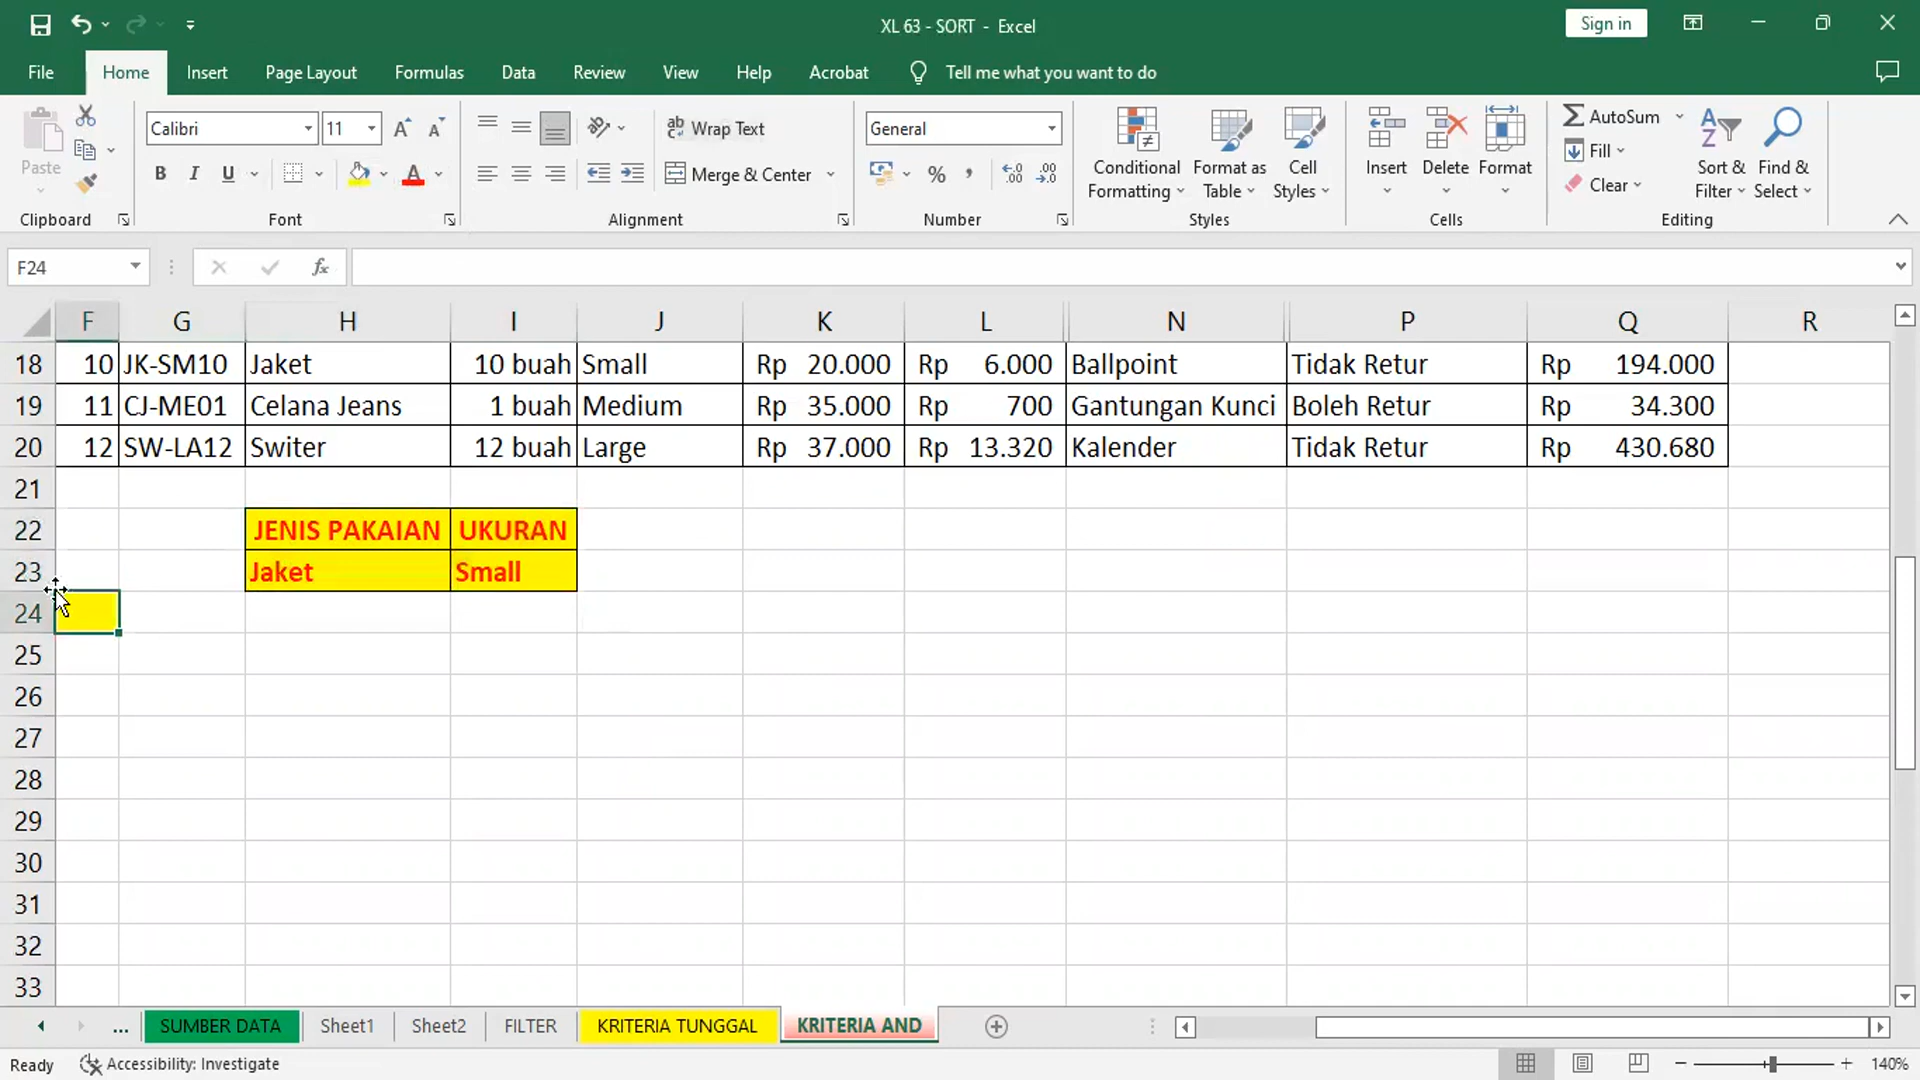 XL 63 - SORT - Excel
Sign in
File Home Insert Page Layout Formulas Data Review View Help Acrobat Tell me what you want to do
Paste
Clipboard
Calibri 11
B I U
Font
Wrap Text
Merge & Center
Alignment
General
%
Number
Conditional Formatting
Format as Table
Cell Styles
Styles
Insert
Delete
Format
Cells
AutoSum
Fill
Clear
Sort & Filter
Find & Select
Editing
F24
fx
F G H I J K L N P Q R
18 10 JK-SM10 Jaket 10 buah Small Rp 20.000 Rp 6.000 Ballpoint Tidak Retur Rp 194.000
19 11 CJ-ME01 Celana Jeans 1 buah Medium Rp 35.000 Rp 700 Gantungan Kunci Boleh Retur Rp 34.300
20 12 SW-LA12 Switer 12 buah Large Rp 37.000 Rp 13.320 Kalender Tidak Retur Rp 430.680
21
22 JENIS PAKAIAN UKURAN
23 Jaket Small
24
25
26
27
28
29
30
31
32
33
... SUMBER DATA Sheet1 Sheet2 FILTER KRITERIA TUNGGAL KRITERIA AND
Ready Accessibility: Investigate 140%